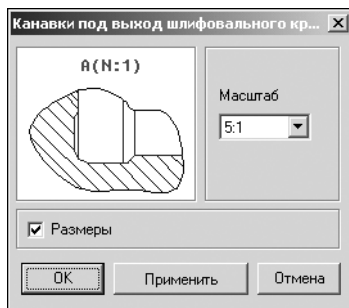 Канавки под выход шлифовального кр...
A(N:1)
Масштаб
5:1
Размеры
OK
Применить
Отмена